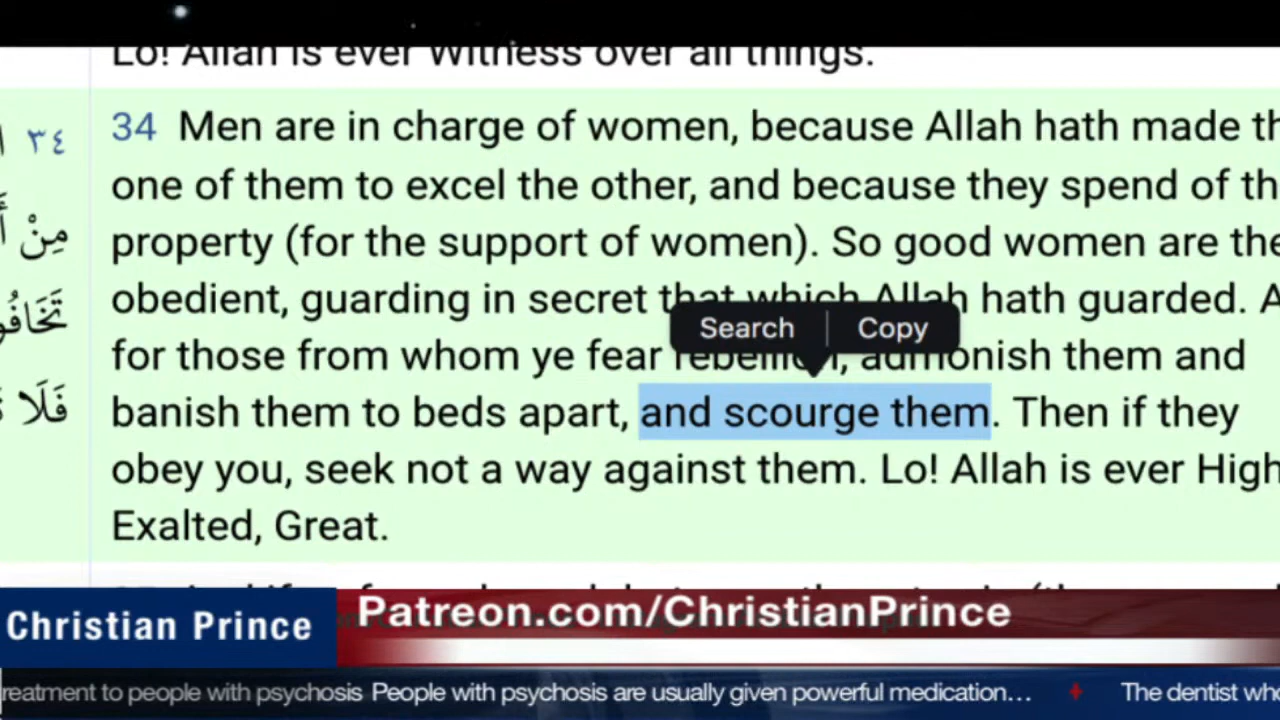 Lo! Allah is ever Witness over all things.
٣٤
34 Men are in charge of women, because Allah hath made
one of them to excel the other, and because they spend of
property (for the support of women). So good women are
مِنْ
obedient, guarding in secret that which Allah hath guarded.
Search Copy
for those from whom ye fear rebellion, admonish them and
فَلَا
banish them to beds apart, and scourge them. Then if they
obey you, seek not a way against them. Lo! Allah is ever High
Exalted, Great.
Christian Prince
Patreon.com/ChristianPrince
reatment to people with psychosis People with psychosis are usually given powerful medication... The dentist who